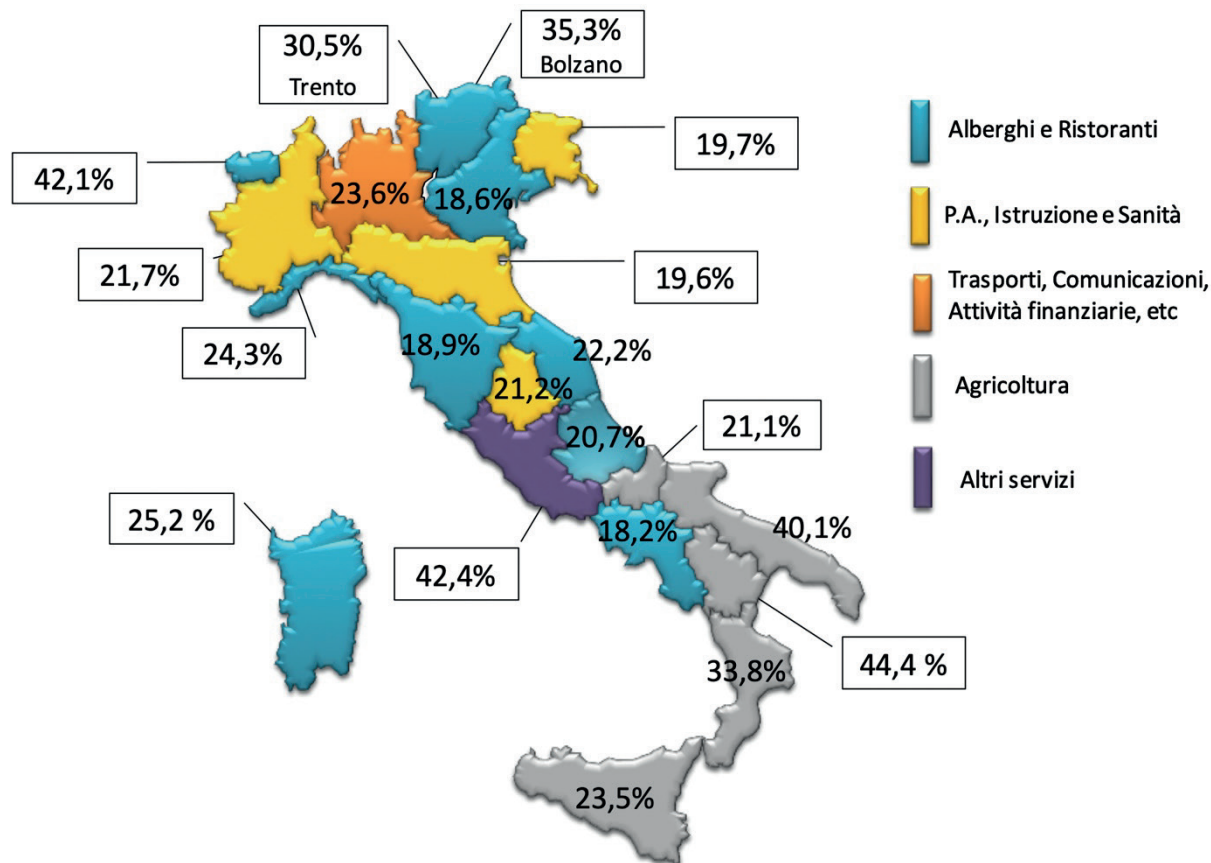 30,5%
Trento
35,3%
Bolzano
19,7%
42,1%
23,6%
18,6%
21,7%
19,6%
24,3%
18,9%
22,2%
21,2%
20,7%
21,1%
25,2 %
18,2%
40,1%
42,4%
44,4 %
33,8%
23,5%
Alberghi e Ristoranti
P.A., Istruzione e Sanità
Trasporti, Comunicazioni,
Attività finanziarie, etc
Agricoltura
Altri servizi